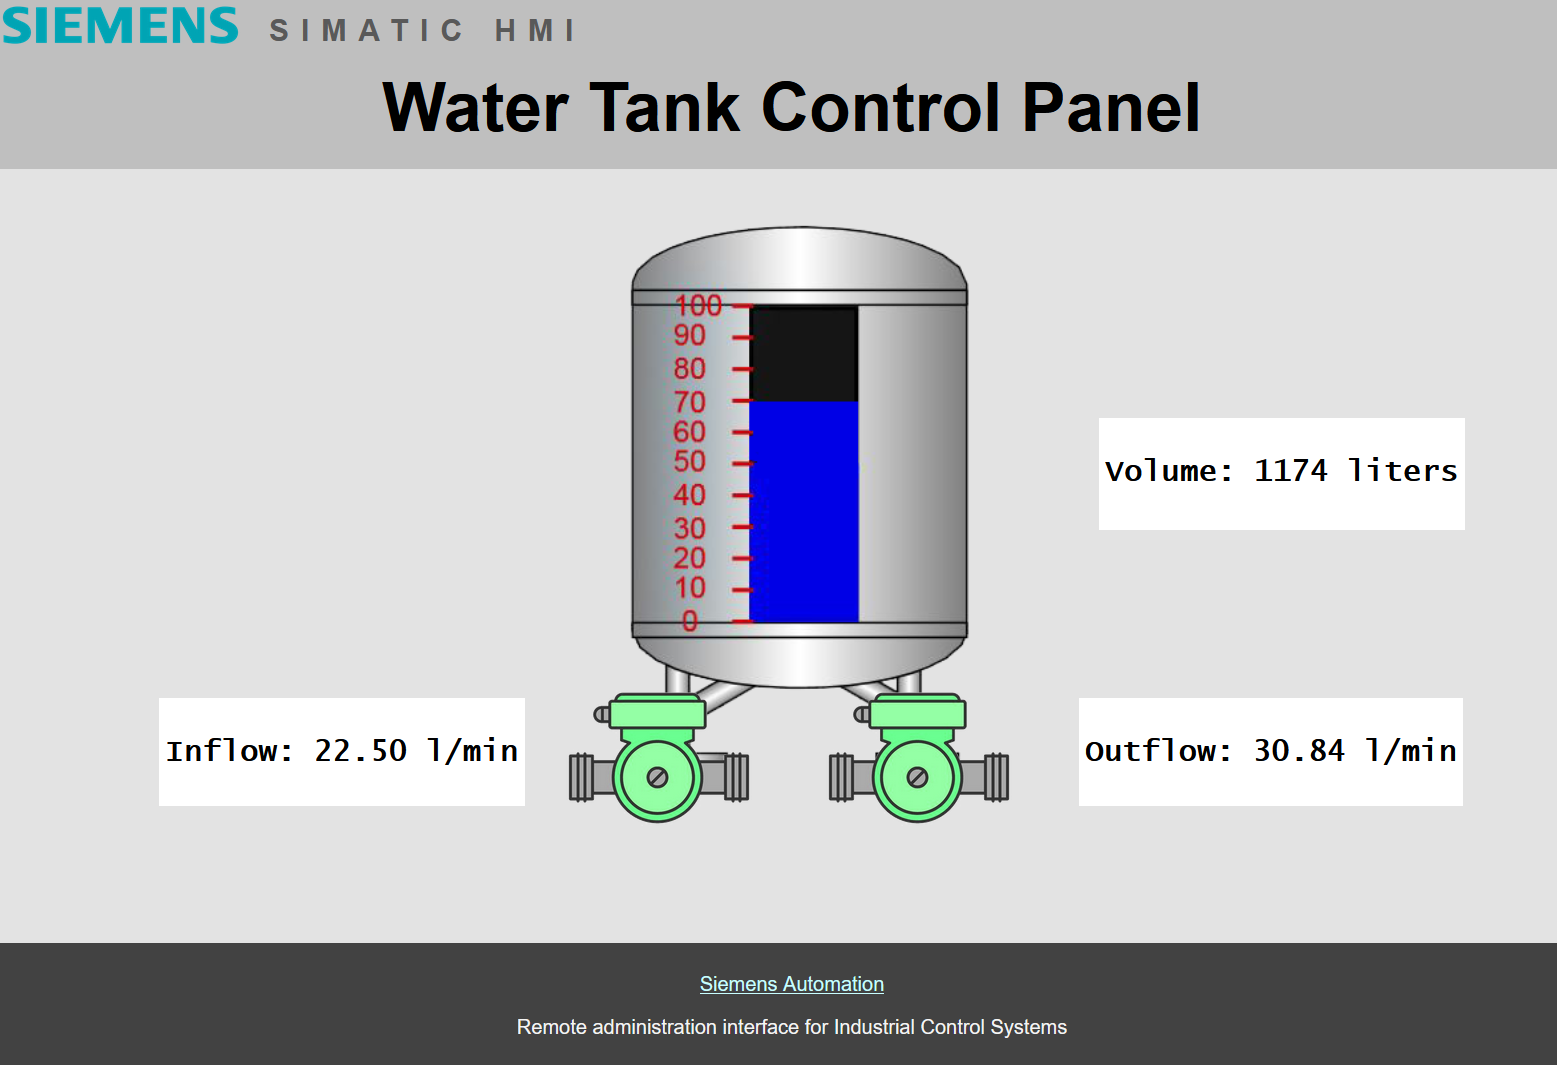 SIEMENS SIMATIC HMI
Water Tank Control Panel
100
90
80
70
60
50
40
30
20
10
0
Volume: 1174 liters
Inflow: 22.50 l/min
Outflow: 30.84 l/min
Siemens Automation
Remote administration interface for Industrial Control Systems